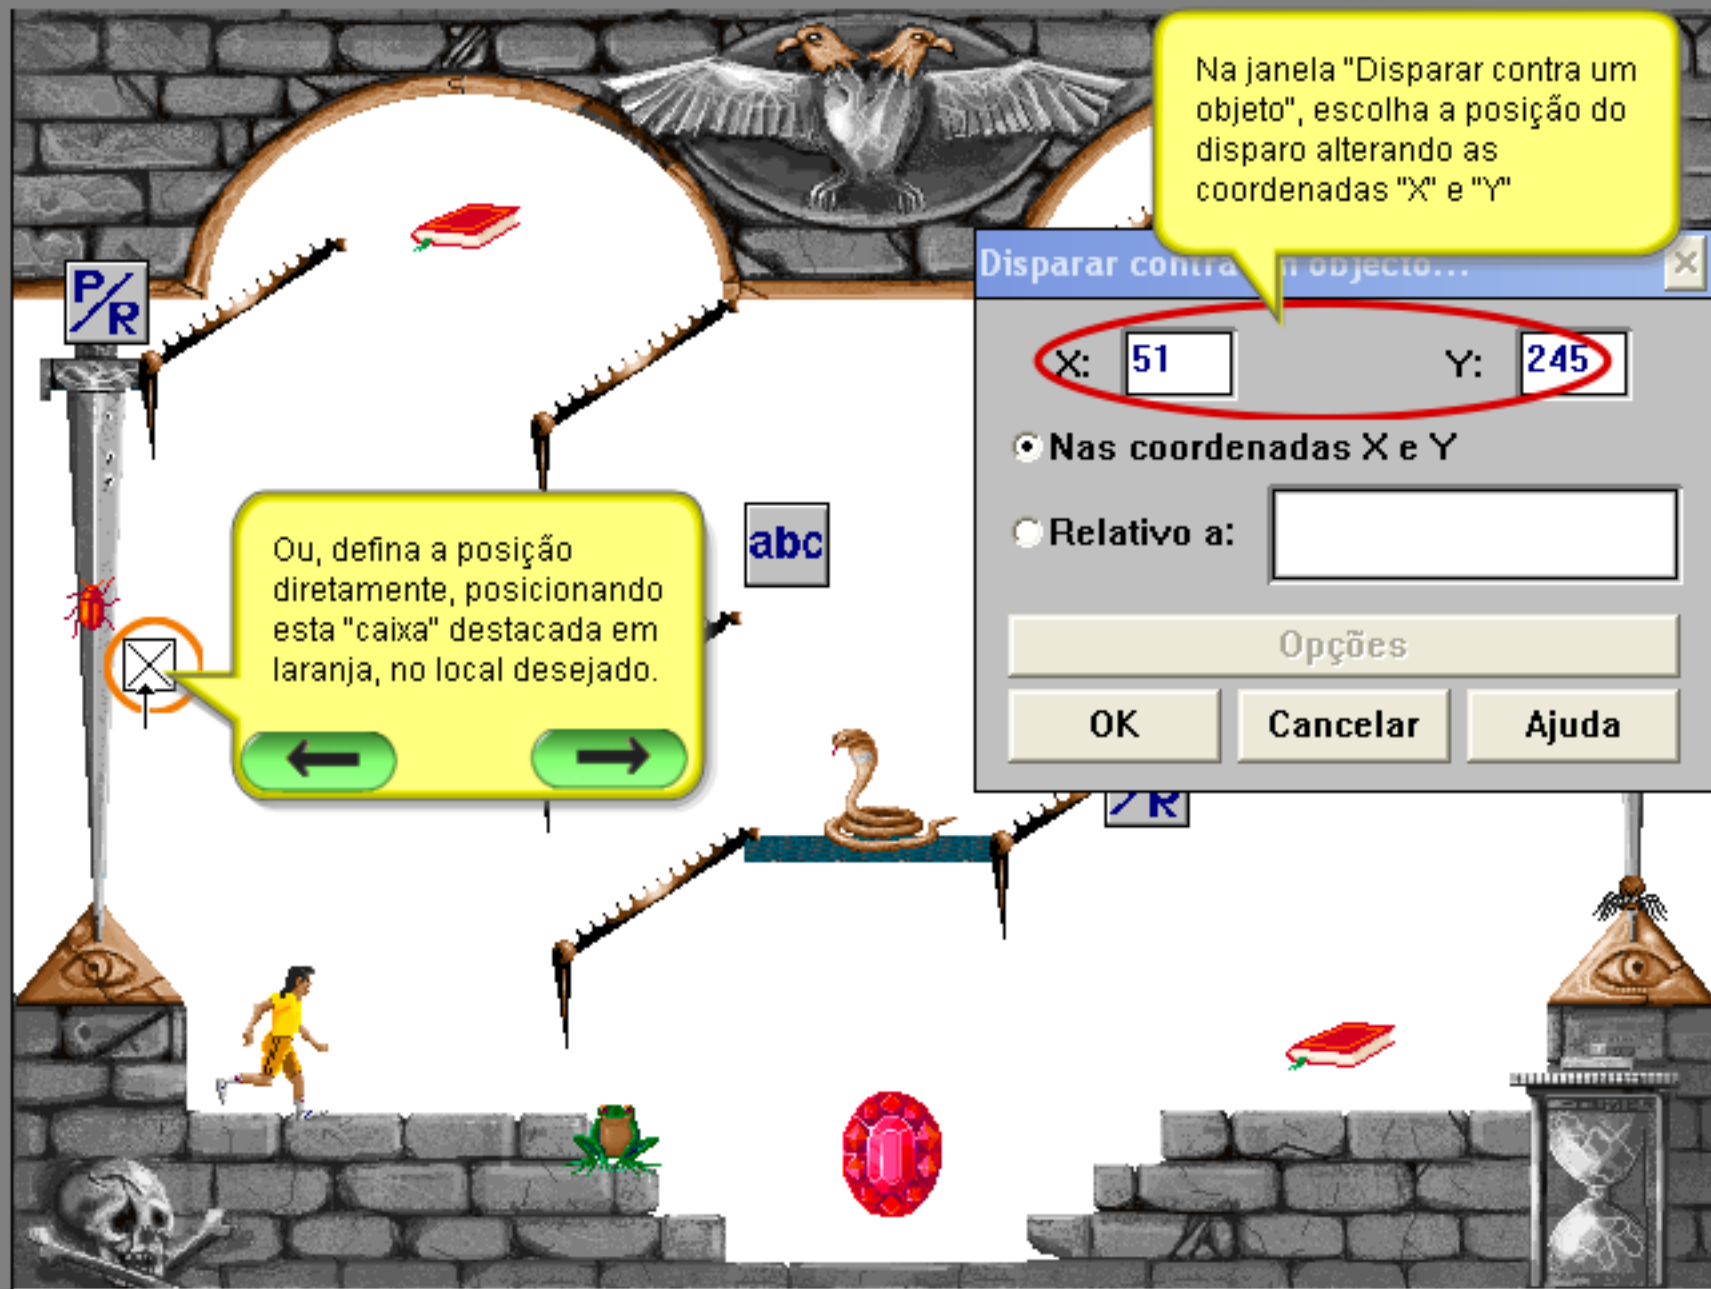 Na janela "Disparar contra um
objeto", escolha a posição do
disparo alterando as
coordenadas "X" e "Y"
Disparar contra objecto...
X: 51 Y: 245
Nas coordenadas X e Y
Relativo a:
Opções
OK Cancelar Ajuda
P/R
abc
Ou, defina a posição
diretamente, posicionando
esta "caixa" destacada em
laranja, no local desejado.
/R